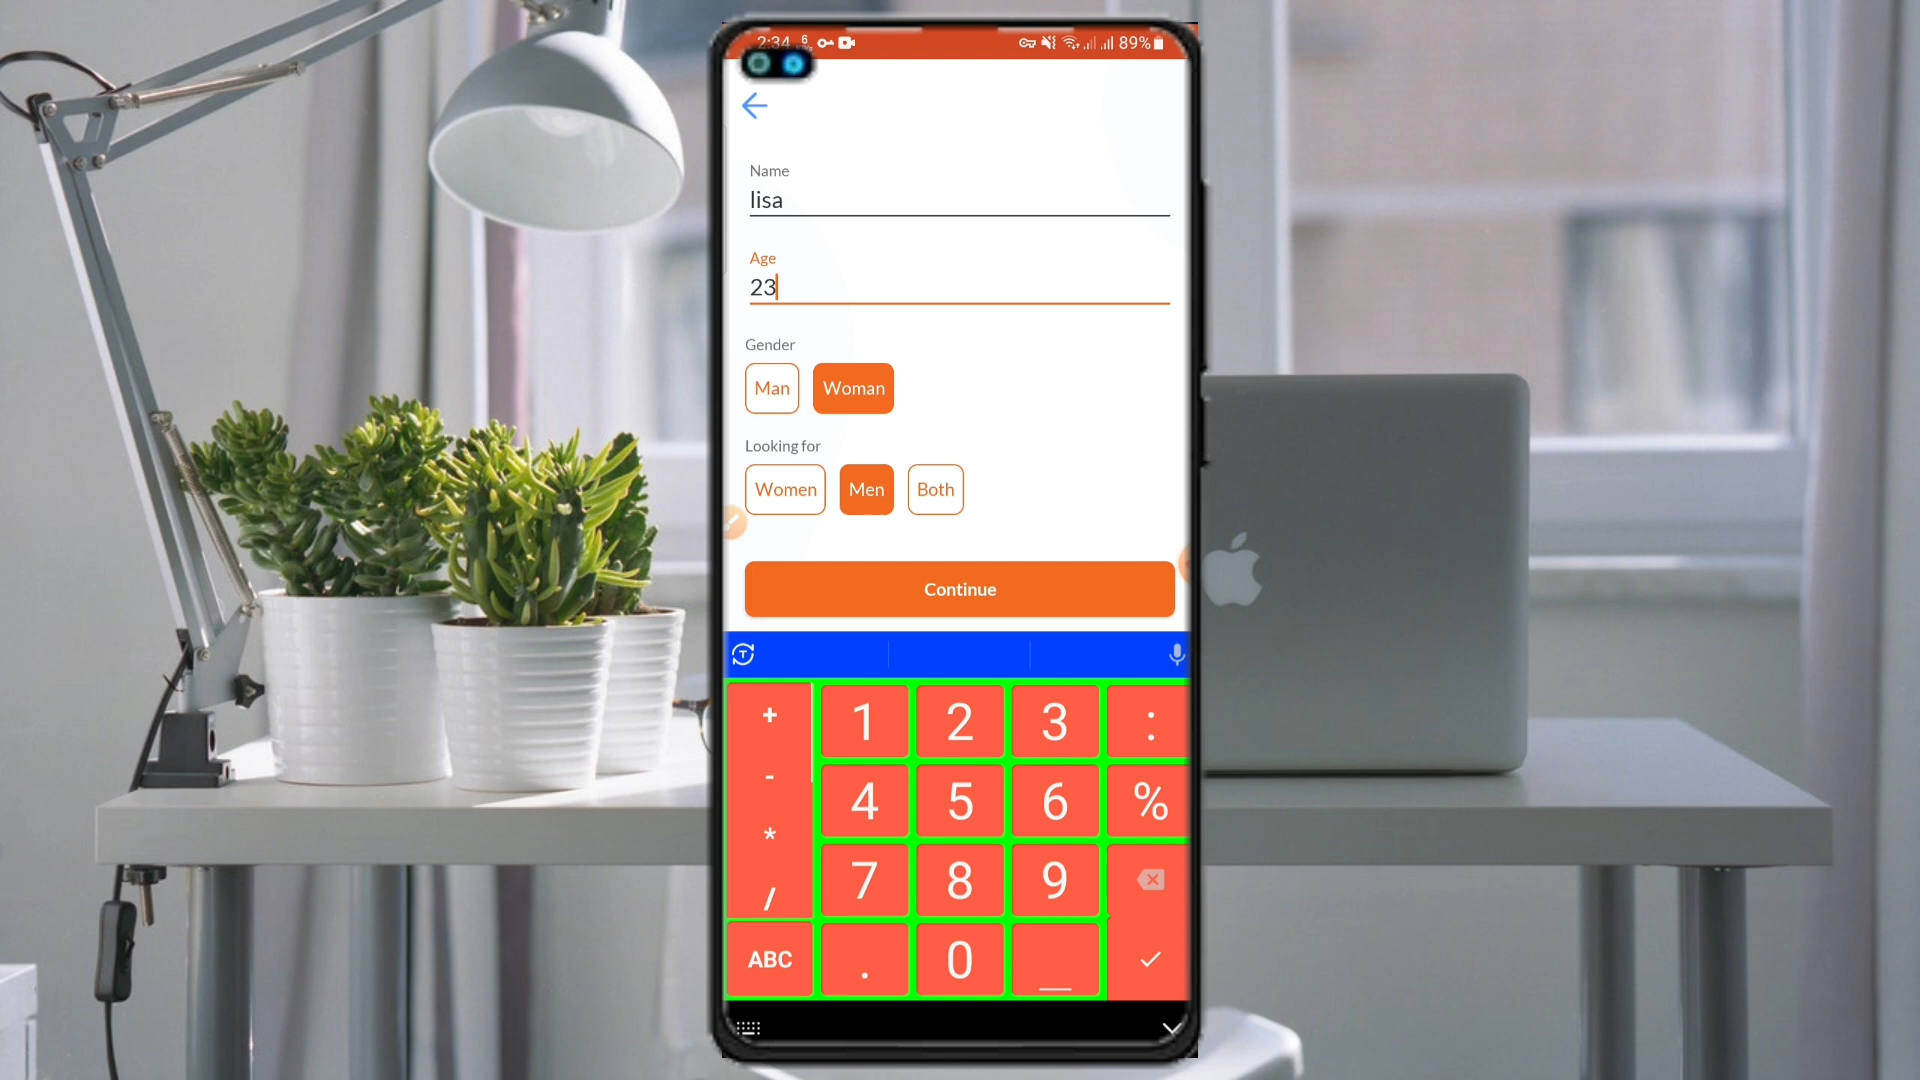 2:34 6 89%
Name
lisa
Age
23
Gender
Man Woman
Looking for
Women Men Both
Continue
+ 1 2 3 :
- 4 5 6 %
* 7 8 9
/
ABC . 0